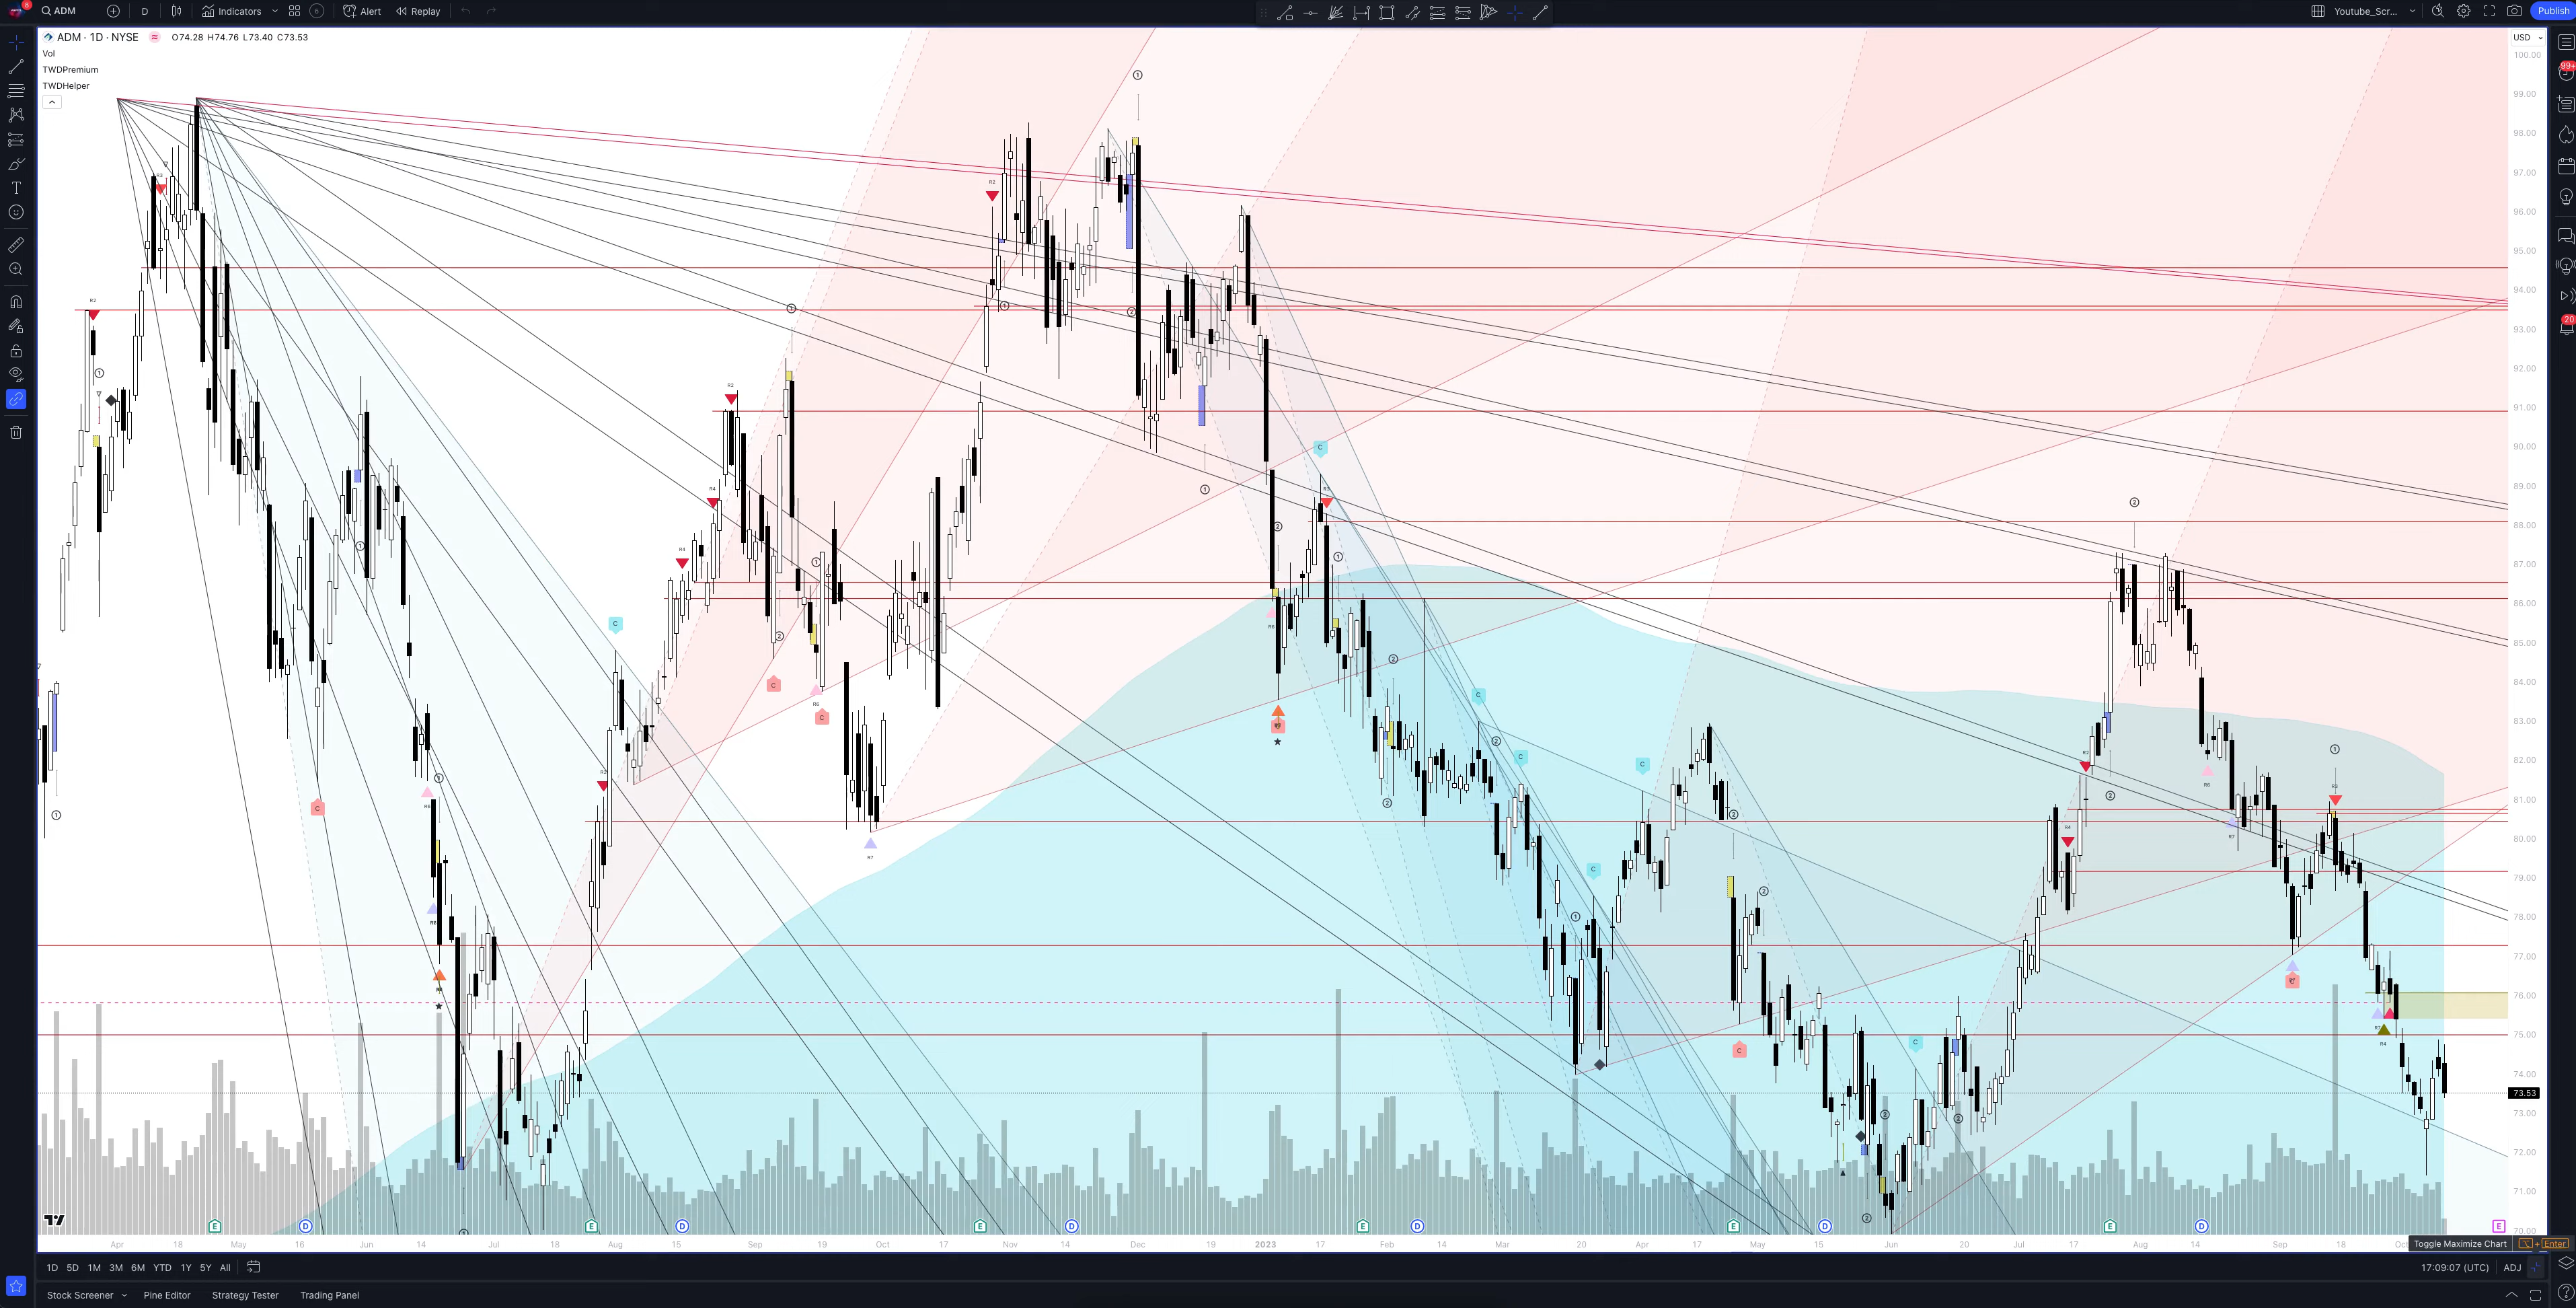 ADM
D
Indicators
Alert
Replay
Youtube_Scr...
Publish
ADM · 1D · NYSE
O74.28 H74.76 L73.40 C73.53
USD
Vol
TWDPremium
TWDHelper
100.00
99.00
98.00
97.00
96.00
95.00
94.00
93.00
92.00
91.00
90.00
89.00
88.00
87.00
86.00
85.00
84.00
83.00
82.00
81.00
80.00
79.00
78.00
77.00
76.00
75.00
74.00
73.53
73.00
72.00
71.00
70.00
99+
20
Apr 18 May 16 Jun 14 Jul 18 Aug 15 Sep 19 Oct 17 Nov 14 Dec 19 2023 17 Feb 14 Mar 20 Apr 17 May 15 Jun 20 Jul 17 Aug 14 Sep 18
Toggle Maximize Chart + Enter
1D 5D 1M 3M 6M YTD 1Y 5Y All
17:09:07 (UTC) ADJ
Stock Screener Pine Editor Strategy Tester Trading Panel